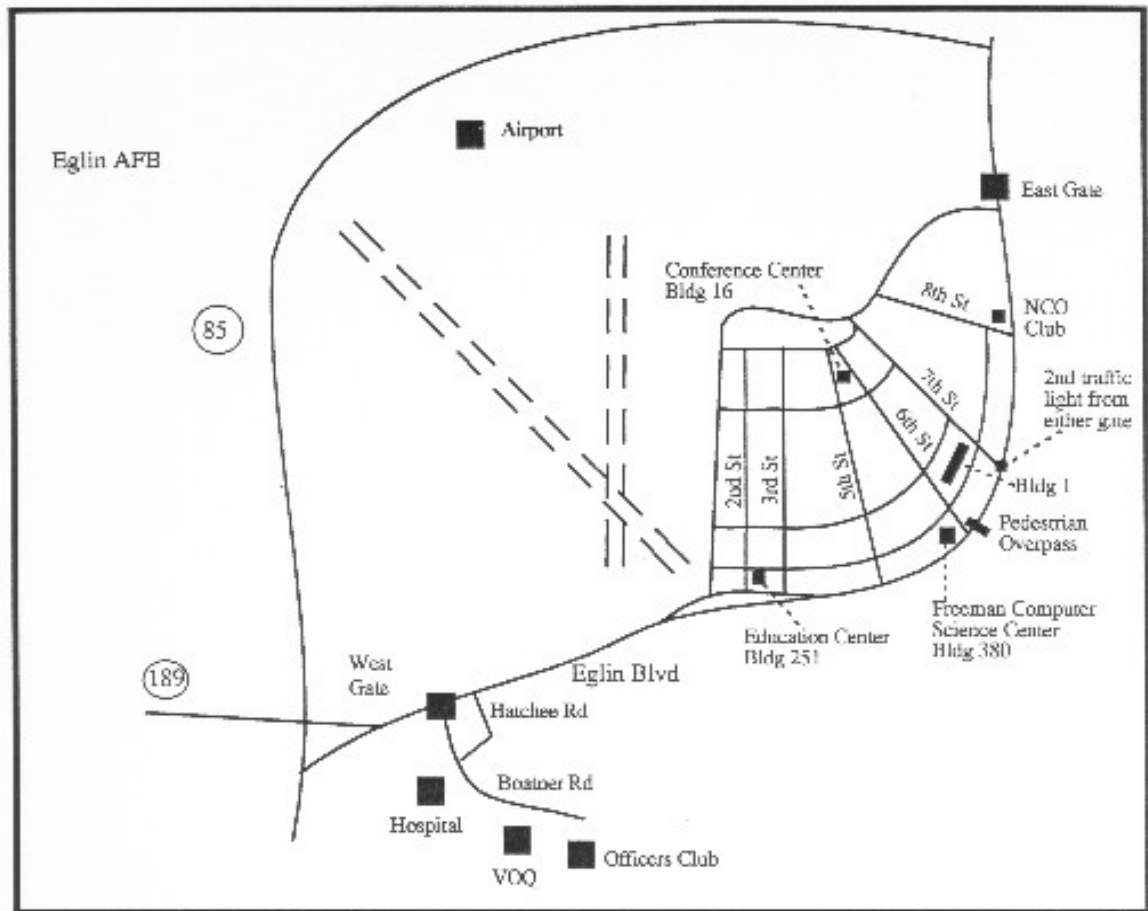 Airport
Eglin AFB
East Gate
Conference Center
Bldg 16
8th St
NCO
Club
85
7th St
2nd traffic
light from
either gate
6th St
2nd St
3rd St
5th St
Bldg 1
Pedestrian
Overpass
Freeman Computer
Science Center
Bldg 380
Education Center
Bldg 251
West
Gate
Eglin Blvd
189
Hatchee Rd
Boatner Rd
Hospital
VOQ
Officers Club